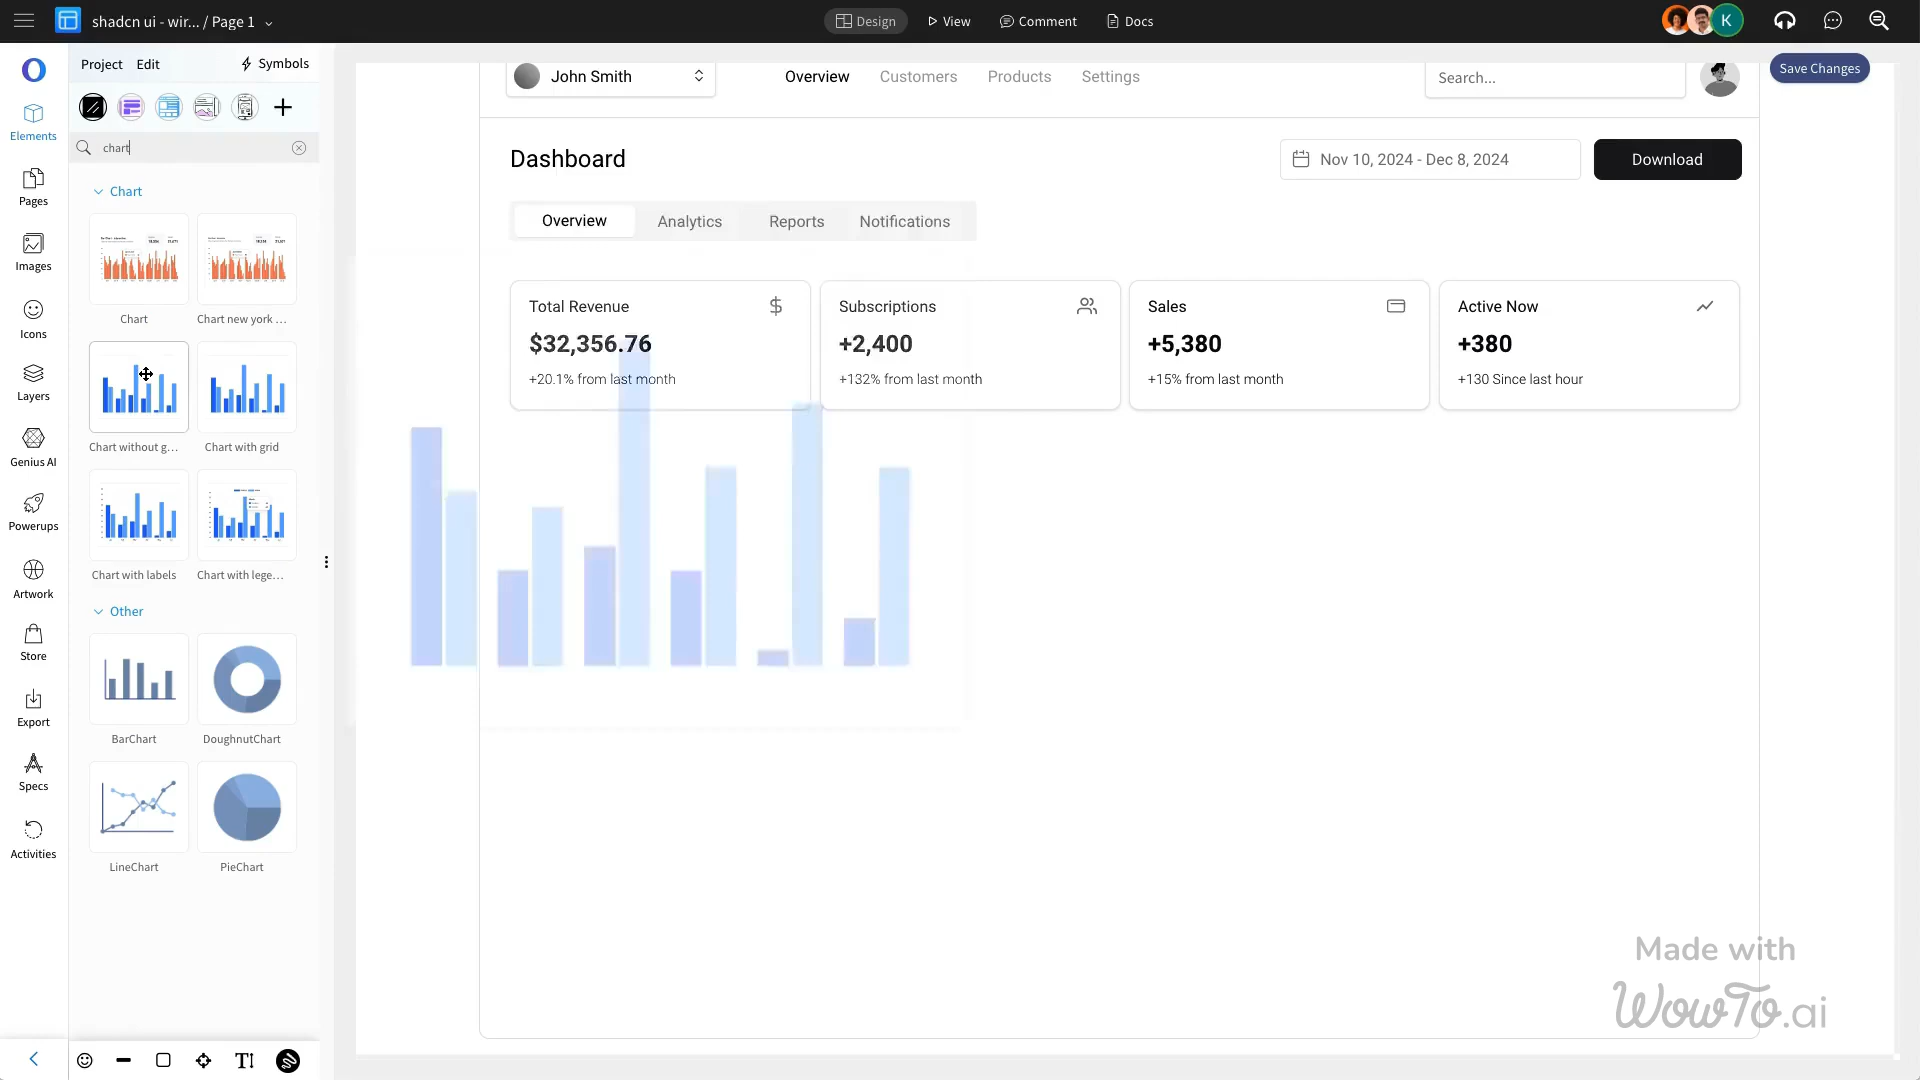 shadcn ui - wir... / Page 1
Design
View
Comment
Docs
K
Project
Edit
Symbols
Save Changes
John Smith
Overview
Customers
Products
Settings
Search...
Elements
Pages
Images
Icons
Layers
Genius AI
Powerups
Artwork
Store
Export
Specs
Activities
chart
Chart
Chart
Chart new york ...
Chart without g...
Chart with grid
Chart with labels
Chart with lege...
Other
BarChart
DoughnutChart
LineChart
PieChart
T
Dashboard
Nov 10, 2024 - Dec 8, 2024
Download
Overview
Analytics
Reports
Notifications
Total Revenue
$
$32,356.76
+20.1% from last month
Subscriptions
+2,400
+132% from last month
Sales
+5,380
+15% from last month
Active Now
+380
+130 Since last hour
Made with
WowTo.ai